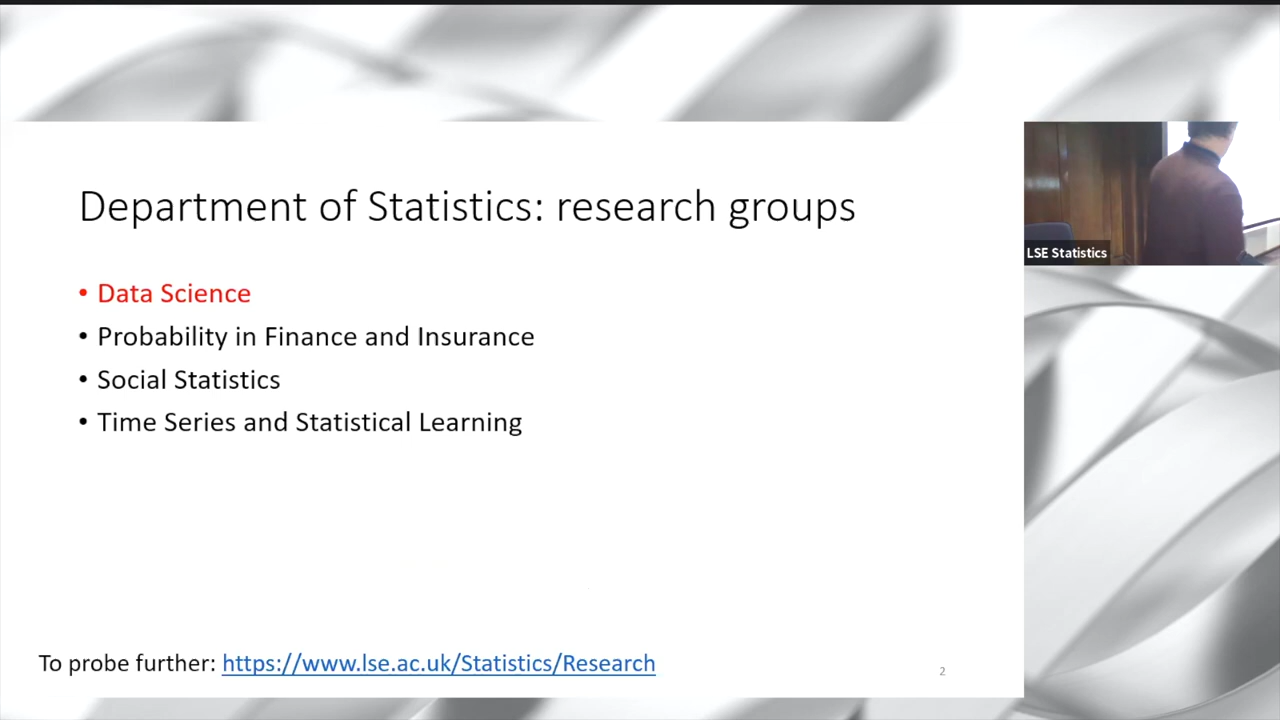 Department of Statistics: research groups
• Data Science
• Probability in Finance and Insurance
• Social Statistics
• Time Series and Statistical Learning
To probe further: https://www.lse.ac.uk/Statistics/Research
2
LSE Statistics